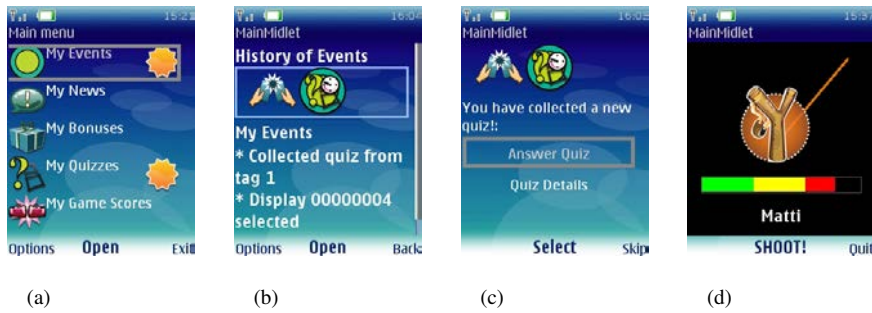 15:21
Main menu
My Events
My News
My Bonuses
My Quizzes
My Game Scores
Options Open Exit
(a)
16:04
MainMidlet
History of Events
My Events
* Collected quiz from
tag 1
* Display 00000004
selected
Options Open Back
(b)
MainMidlet
You have collected a new
quiz!:
Answer Quiz
Quiz Details
Select Skip
(c)
15:37
MainMidlet
Matti
SHOOT! Quit
(d)